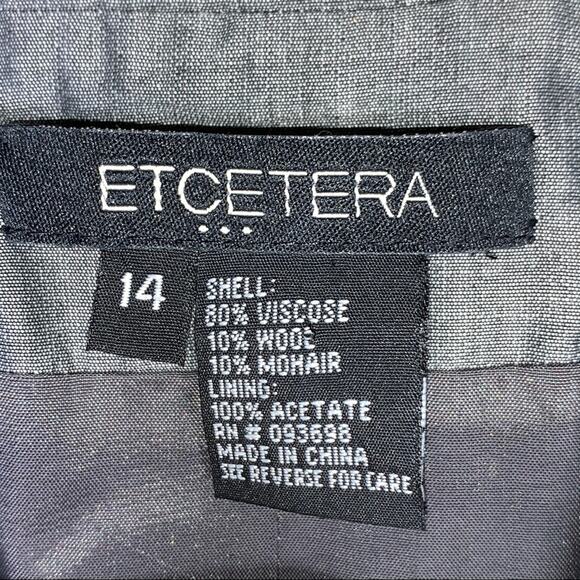 ETCETERA
...
14
SHELL:
80% VISCOSE
10% WOOL
10% MOHAIR
LINING:
100% ACETATE
RN # 093698
MADE IN CHINA
SEE REVERSE FOR CARE